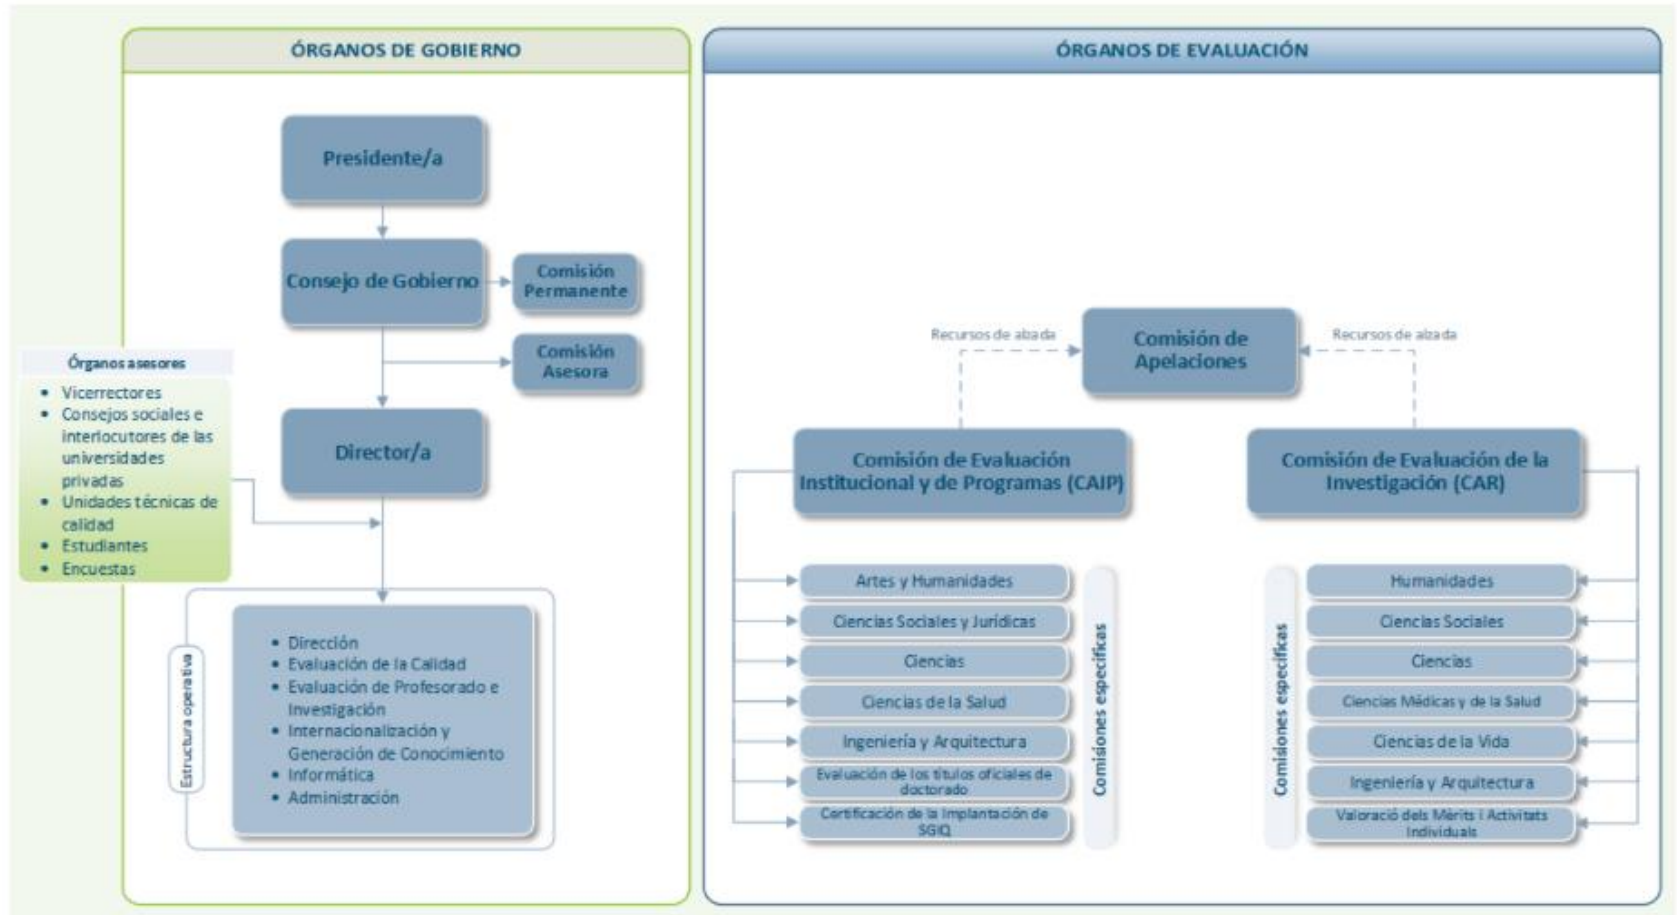 ÓRGANOS DE GOBIERNO
Presidente/a
Consejo de Gobierno
Comisión
Permanente
Comisión
Asesora
Órganos asesores
• Vicerrectores
• Consejos sociales e
interlocutores de las
universidades
privadas
• Unidades técnicas de
calidad
• Estudiantes
• Encuestas
Director/a
Estructura operativa
• Dirección
• Evaluación de la Calidad
• Evaluación de Profesorado e
Investigación
• Internacionalización y
Generación de Conocimiento
• Informática
• Administración
ÓRGANOS DE EVALUACIÓN
Recursos de alzada
Comisión de
Apelaciones
Recursos de alzada
Comisión de Evaluación
Institucional y de Programas (CAIP)
Artes y Humanidades
Ciencias Sociales y Jurídicas
Ciencias
Ciencias de la Salud
Ingeniería y Arquitectura
Evaluación de los títulos oficiales de
doctorado
Certificación de la Implantación de
SGIQ
Comisiones específicas
Comisión de Evaluación de la
Investigación (CAR)
Comisiones específicas
Humanidades
Ciencias Sociales
Ciencias
Ciencias Médicas y de la Salud
Ciencias de la Vida
Ingeniería y Arquitectura
Valoració dels Mèrits i Activitats
Individuals